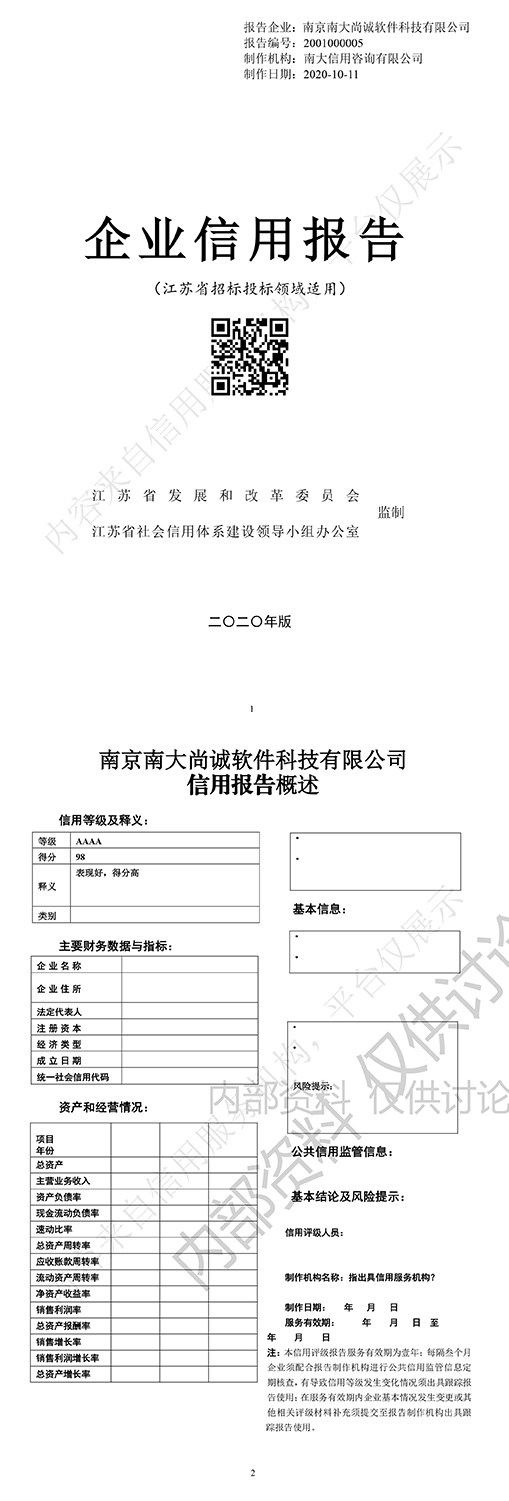 报告企业：南京南大尚诚软件科技有限公司
报告编号：2001000005
制作机构：南大信用咨询有限公司
制作日期：2020-10-11
企业信用报告
（江苏省招标投标领域适用）
江苏省发展和改革委员会
江苏省社会信用体系建设领导小组办公室
监制
二〇二〇年版
内容来自信用服务机构，平台仅展示
1
南京南大尚诚软件科技有限公司
信用报告概述
信用等级及释义：
等级 AAAA
得分 98
释义 表现好，得分高
类别
主要财务数据与指标：
企业名称
企业住所
法定代表人
注册资本
经济类型
成立日期
统一社会信用代码
资产和经营情况：
项目
年份
总资产
主营业务收入
资产负债率
现金流动负债率
速动比率
总资产周转率
应收账款周转率
流动资产周转率
净资产收益率
销售利润率
总资产报酬率
销售增长率
销售利润增长率
总资产增长率
基本信息：
风险提示：
公共信用监管信息：
基本结论及风险提示：
信用评级人员：
制作机构名称：指出具信用服务机构？
制作日期： 年 月 日
服务有效期： 年 月 日 至
年 月 日
注：本信用评级报告服务有效期为壹年；每隔叁个月
企业须配合报告制作机构进行公共信用监管信息定
期核查，有导致信用等级发生变化情况须出具跟踪报
告使用；在服务有效期内企业基本情况发生变更或其
他相关评级材料补充须提交至报告制作机构出具跟
踪报告使用。
内容来自信用服务机构，平台仅展示
内部资料 仅供讨论
内部资料 仅供讨论
2